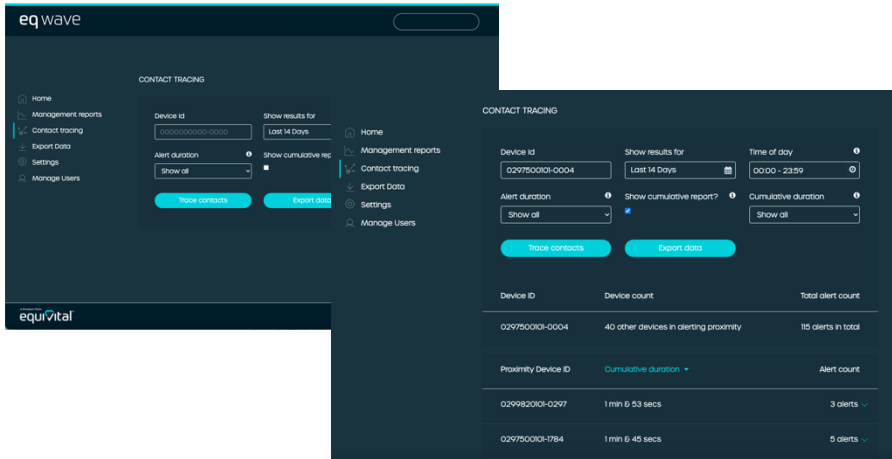 eq wave
CONTACT TRACING
Home
Management reports
Contact tracing
Export Data
Settings
Manage Users
Device Id
Show results for
0000000000-0000
Last 14 Days
Alert duration
Show cumulative rep
Show all
Trace contacts
Export data
equivital
CONTACT TRACING
Home
Management reports
Contact tracing
Export Data
Settings
Manage Users
Device Id
Show results for
Time of day
0297500101-0004
Last 14 Days
00:00 - 23:59
Alert duration
Show cumulative report?
Cumulative duration
Show all
Show all
Trace contacts
Export data
Device ID
Device count
Total alert count
0297500101-0004
40 other devices in alerting proximity
115 alerts in total
Proximity Device ID
Cumulative duration
Alert count
0299820101-0297
1 min & 53 secs
3 alerts
0297500101-1784
1 min & 45 secs
5 alerts